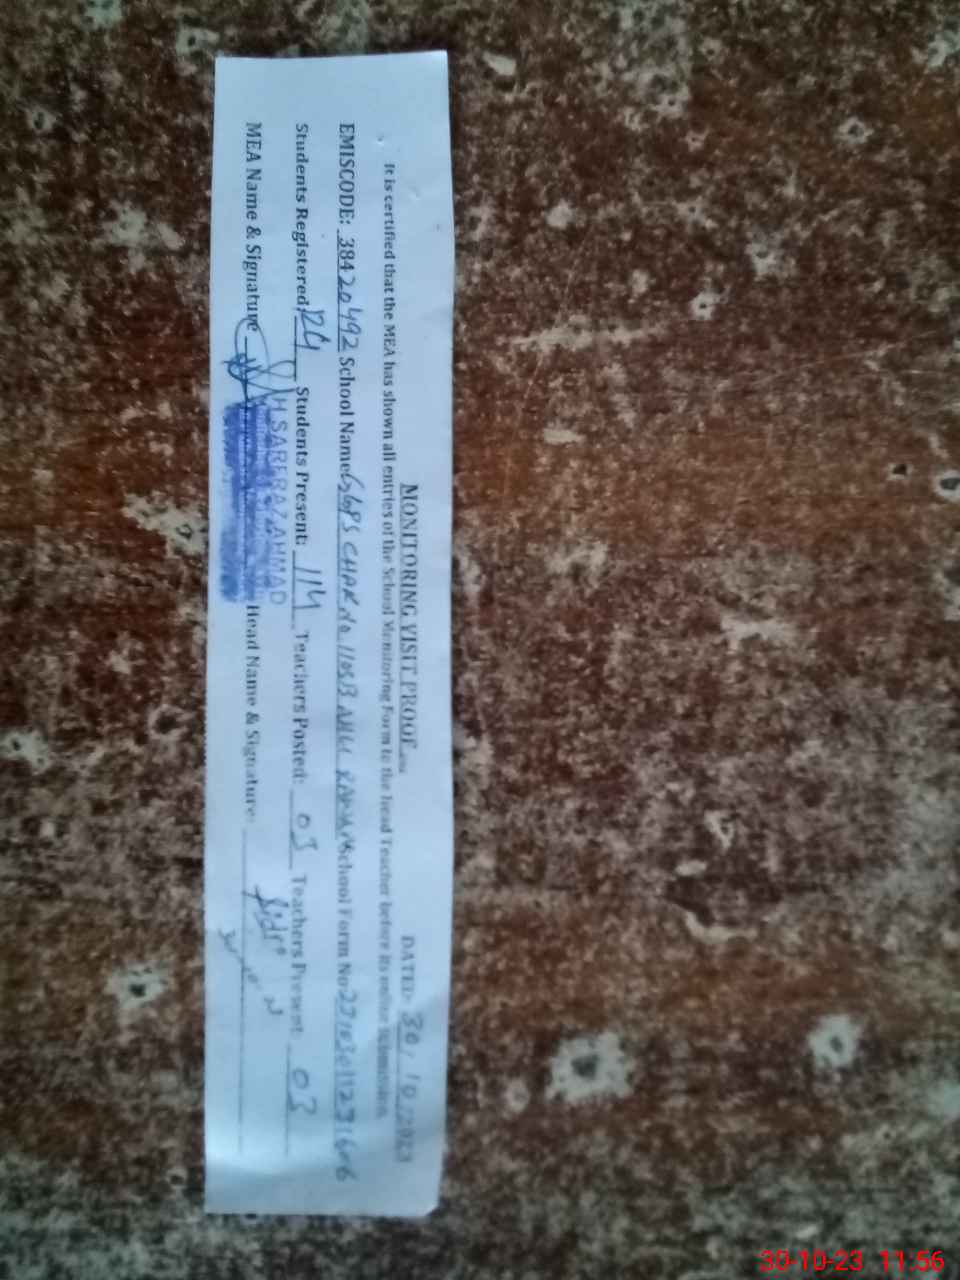 MONITORING VISIT PROOF DATED: 30/10/2023
It is certified that the MEA has shown all entries of the School Monitoring Form to the head Teacher before its online submission.
EMISCODE: 38420492 School Name GGPS CHAK No 110SB School Form No
Students Registered: Students Present: 114 Teachers Posted: 03 Teachers Present: 03
MEA Name & Signature Head Name & Signature:
H SARFRAZ AHMAD
30-10-23 11:56